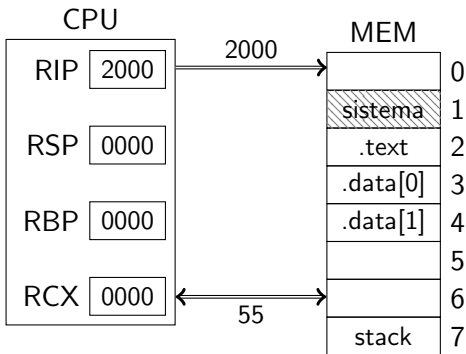 CPU
MEM
RIP 2000
2000
0
sistema 1
RSP 0000
.text 2
.data[0] 3
RBP 0000
.data[1] 4
5
RCX 0000
55
6
stack 7